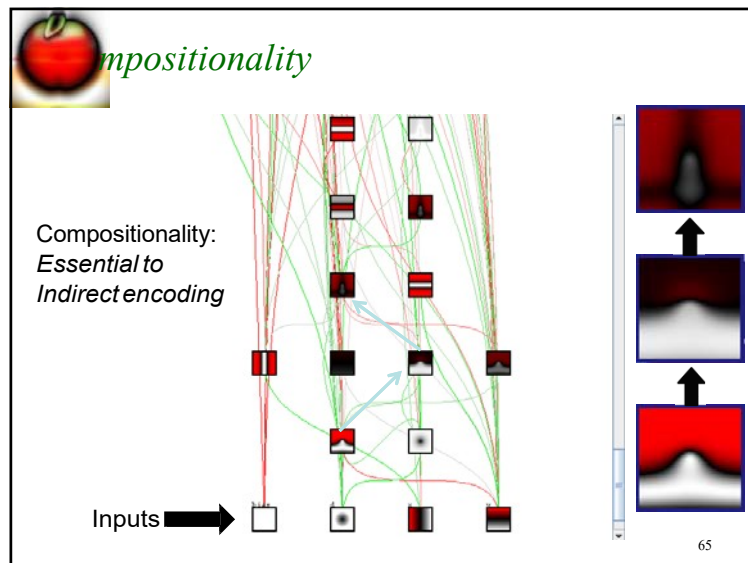 mpositionality
Compositionality:
Essential to
Indirect encoding
Inputs
65